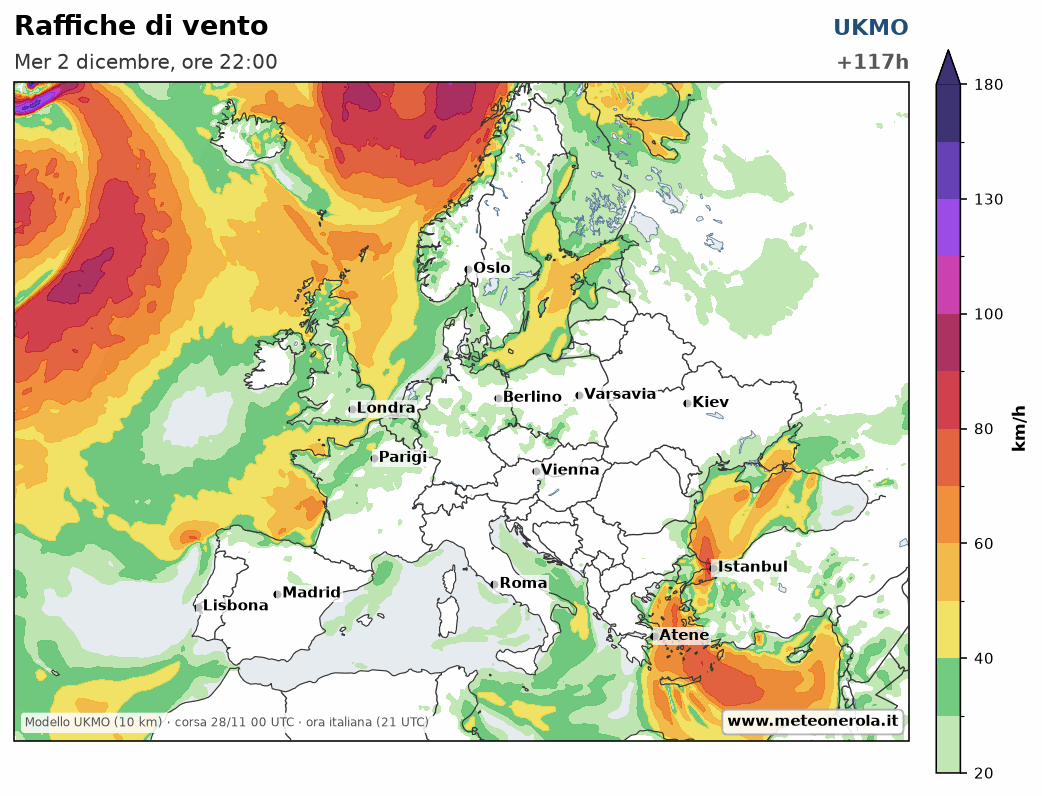 Raffiche di vento
UKMO
Mer 2 dicembre, ore 22:00
+117h
180
130
100
80
60
40
20
km/h
Oslo
Berlino
Varsavia
Kiev
Londra
Parigi
Vienna
Istanbul
Roma
Madrid
Lisbona
Atene
Modello UKMO (10 km) · corsa 28/11 00 UTC · ora italiana (21 UTC)
www.meteonerola.it